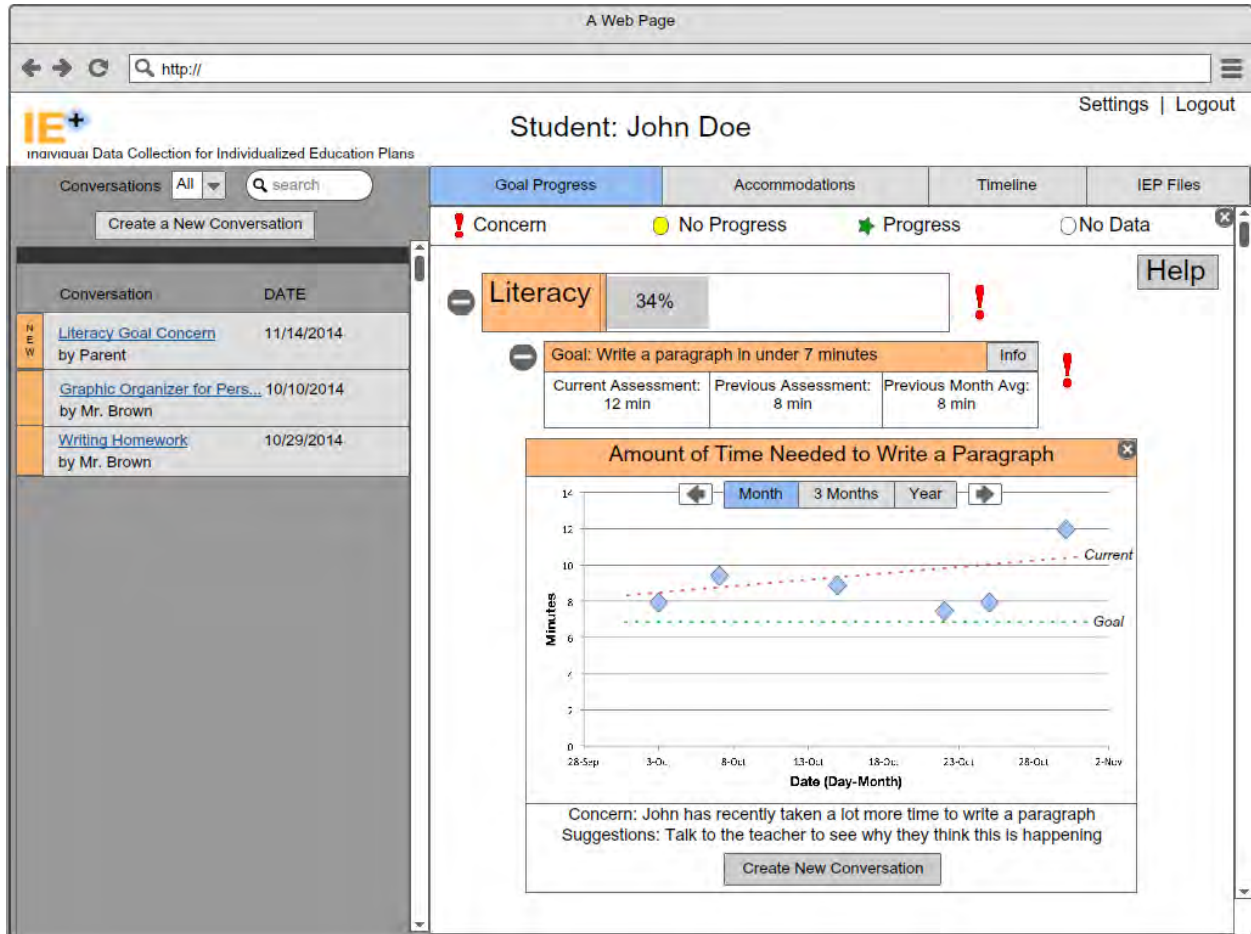 A Web Page
http://
Settings | Logout
IE+
Student: John Doe
Individual Data Collection for Individualized Education Plans
Conversations All search
Create a New Conversation
Goal Progress Accommodations Timeline IEP Files
! Concern No Progress Progress No Data
Help
Conversation DATE
Literacy 34% !
NEW
Literacy Goal Concern 11/14/2014
by Parent
Graphic Organizer for Pers... 10/10/2014
by Mr. Brown
Writing Homework 10/29/2014
by Mr. Brown
Goal: Write a paragraph in under 7 minutes Info !
Current Assessment: Previous Assessment: Previous Month Avg:
12 min 8 min 8 min
Amount of Time Needed to Write a Paragraph
Month 3 Months Year
14
12
10
8
6
4
2
0
Minutes
Current
Goal
28-Sep 3-Oct 8-Oct 13-Oct 18-Oct 23-Oct 28-Oct 2-Nov
Date (Day-Month)
Concern: John has recently taken a lot more time to write a paragraph
Suggestions: Talk to the teacher to see why they think this is happening
Create New Conversation